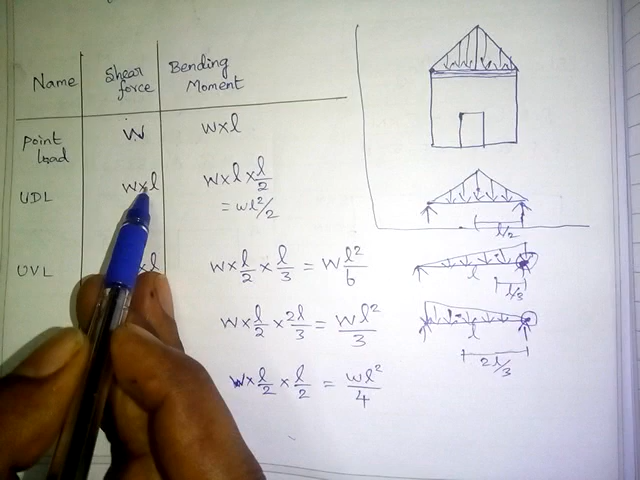 Name Shear force Bending Moment
Point Load W W×l
UDL W×l W×l×l/2
= wl²/2
UVL ×l W×l/2×l/3 = W l²/6
W×l/2×2l/3 = Wl²/3
W×l/2×l/2 = wl²/4
l/2
l
l/3
l
2l/3